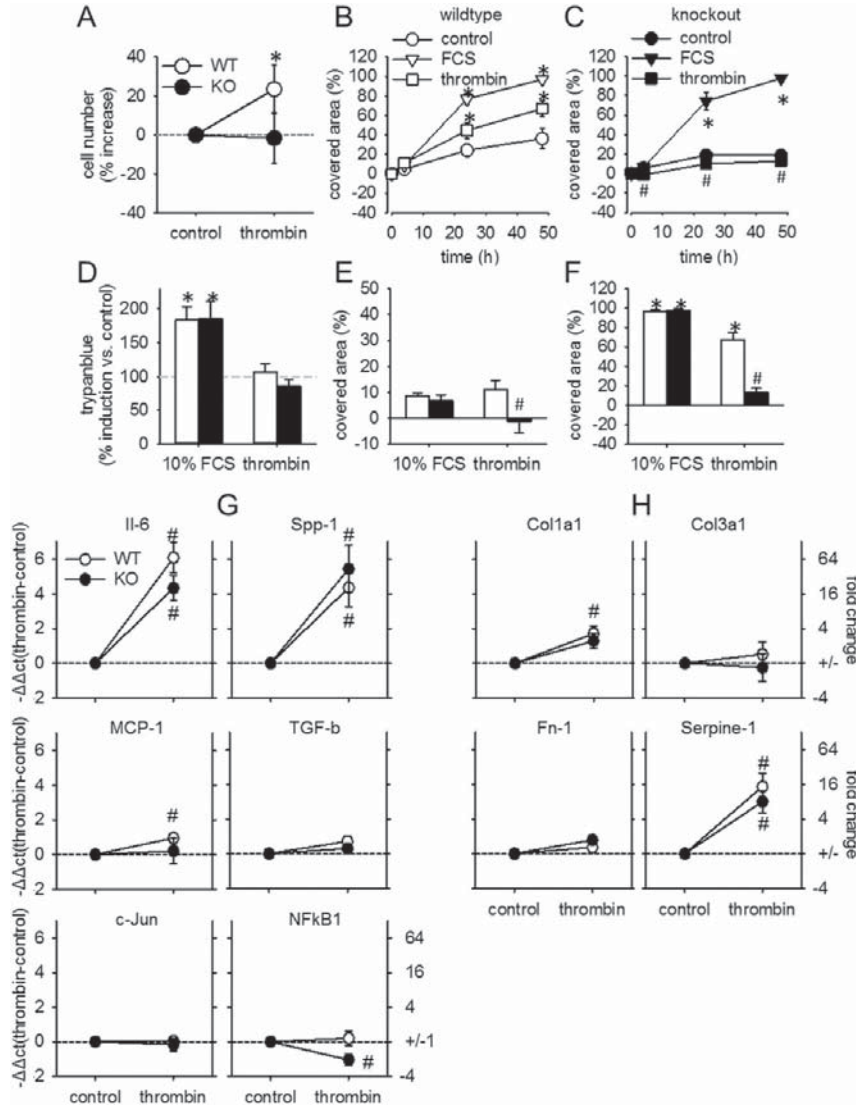 A
WT
KO
*
40
20
0
-20
-40
cell number
(% increase)
control
thrombin
B
wildtype
control
FCS
thrombin
120
100
80
60
40
20
0
-20
-40
covered area (%)
*
*
*
*
0 10 20 30 40 50
time (h)
C
knockout
control
FCS
thrombin
120
100
80
60
40
20
0
-20
-40
covered area (%)
*
*
#
#
#
0 10 20 30 40 50
time (h)
D
200
150
100
50
0
trypanblue
(% induction vs. control)
* *
10% FCS thrombin
E
50
40
30
20
10
0
-10
covered area (%)
#
10% FCS thrombin
F
120
100
80
60
40
20
0
-20
-40
covered area (%)
* *
*
#
10% FCS thrombin
G
H
Il-6
WT
KO
#
#
Spp-1
#
#
Col1a1
#
Col3a1
6
4
2
0
2
-ΔΔct(thrombin-control)
64
16
4
+/-
-4
fold change
MCP-1
#
TGF-b
Fn-1
Serpine-1
#
#
6
4
2
0
2
-ΔΔct(thrombin-control)
64
16
4
+/-
-4
fold change
control thrombin
control thrombin
c-Jun
NFkB1
#
6
4
2
0
2
-ΔΔct(thrombin-control)
64
16
4
+/-1
-4
control thrombin
control thrombin